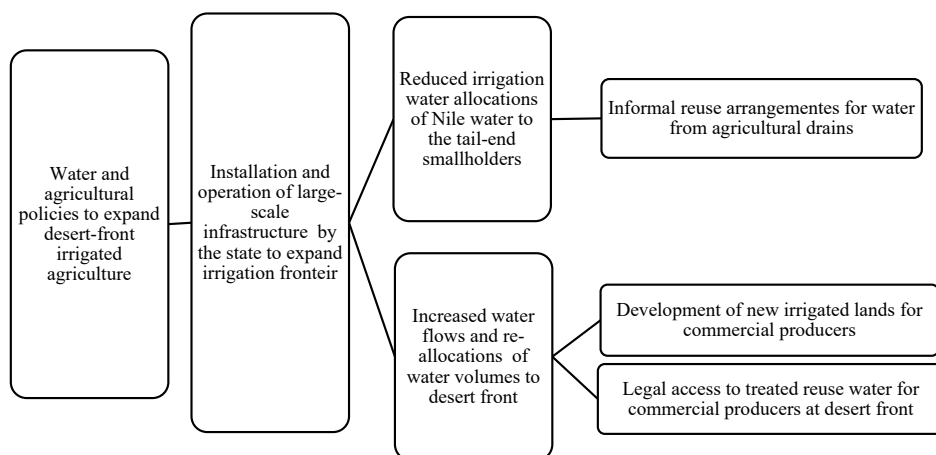 Water and
agricultural
policies to expand
desert-front
irrigated
agriculture
Installation and
operation of large-
scale
infrastructure by
the state to expand
irrigation fronteir
Reduced irrigation
water allocations
of Nile water to
the tail-end
smallholders
Informal reuse arrangementes for water
from agricultural drains
Increased water
flows and re-
allocations of
water volumes to
desert front
Development of new irrigated lands for
commercial producers
Legal access to treated reuse water for
commercial producers at desert front